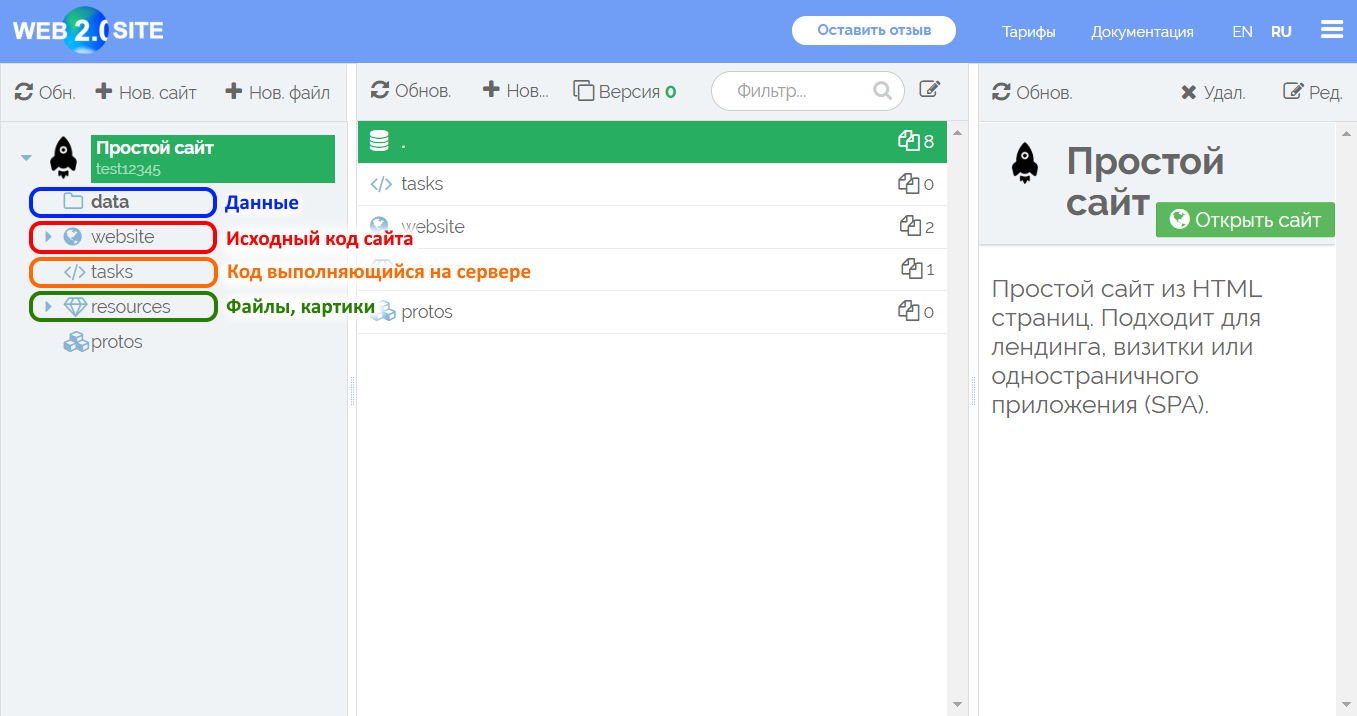 WEB 2.0 SITE
Оставить отзыв
Тарифы
Документация
EN
RU
Обн.
Нов. сайт
Нов. файл
Обнов.
Нов...
Версия 0
Фильтр...
Обнов.
Удал.
Ред.
Простой сайт
test12345
data
Данные
website
Исходный код сайта
tasks
Код выполняющийся на сервере
resources
Файлы, картики
protos
. 8
tasks 0
website 2
1
protos 0
Простой
сайт
Открыть сайт
Простой сайт из HTML
страниц. Подходит для
лендинга, визитки или
одностраничного
приложения (SPA).